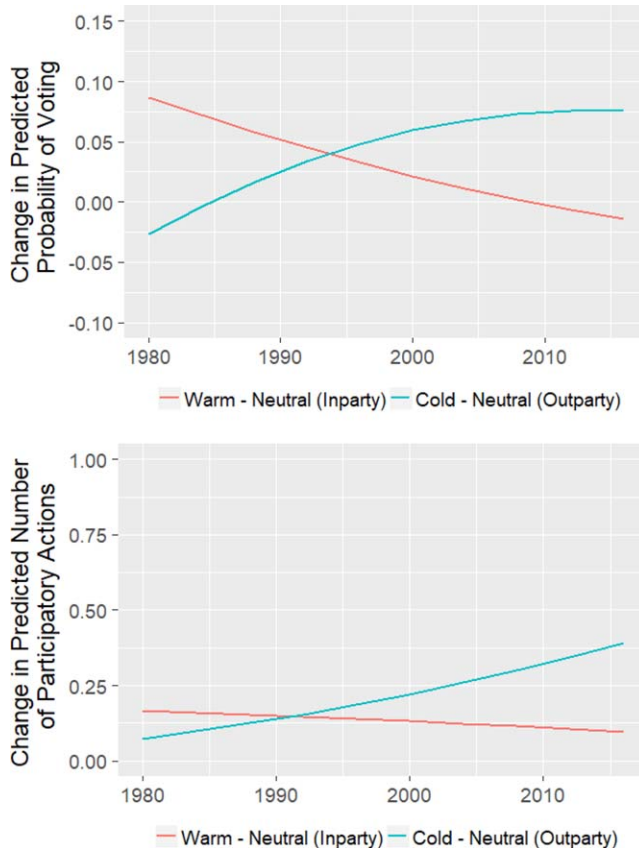 Change in Predicted
Probability of Voting
0.15
0.10
0.05
0.00
-0.05
-0.10
1980 1990 2000 2010
Warm - Neutral (Inparty) Cold - Neutral (Outparty)
Change in Predicted Number
of Participatory Actions
1.00
0.75
0.50
0.25
0.00
1980 1990 2000 2010
Warm - Neutral (Inparty) Cold - Neutral (Outparty)